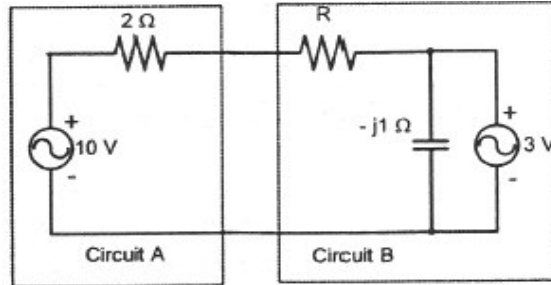 2 Ω
R
+
10 V
-
- j1 Ω
+
3 V
-
Circuit A
Circuit B